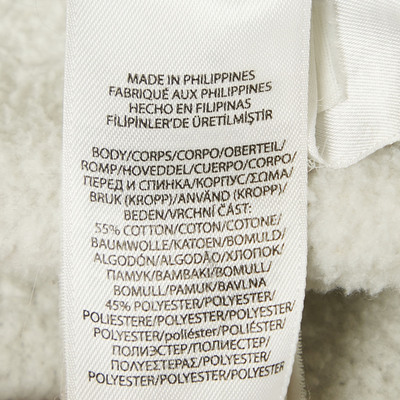 MADE IN PHILIPPINES
FABRIQUÉ AUX PHILIPPINES
HECHO EN FILIPINAS
FİLİPİNLER'DE ÜRETİLMİŞTİR
BODY/CORPS/CORPO/OBERTEIL/
ROMP/HOVEDDEL/CUERPO/CORPO/
ПЕРЕД И СПИНКА/КОРПУС/ΣΩΜΑ/
BRUK (KROPP)/ANVÄND (KROPP)/
BEDEN/VRCHNÍ ČÁST:
55% COTTON/COTON/COTONE/
BAUMWOLLE/KATOEN/BOMULD/
ALGODÓN/ALGODÃO/ХЛОПОК/
ПАМУК/ΒΑΜΒΑΚΙ/BOMULL/
BOMULL/PAMUK/BAVLNA
45% POLYESTER/POLYESTER/
POLIESTERE/POLYESTER/POLYESTER/
POLYESTER/poliéster/POLIÉSTER/
ПОЛИЭСТЕР/ПОЛИЕСТЕР/
ΠΟΛΥΕΣΤΕΡΑΣ/POLYESTER/
POLYESTER/POLYESTER/POLYESTER